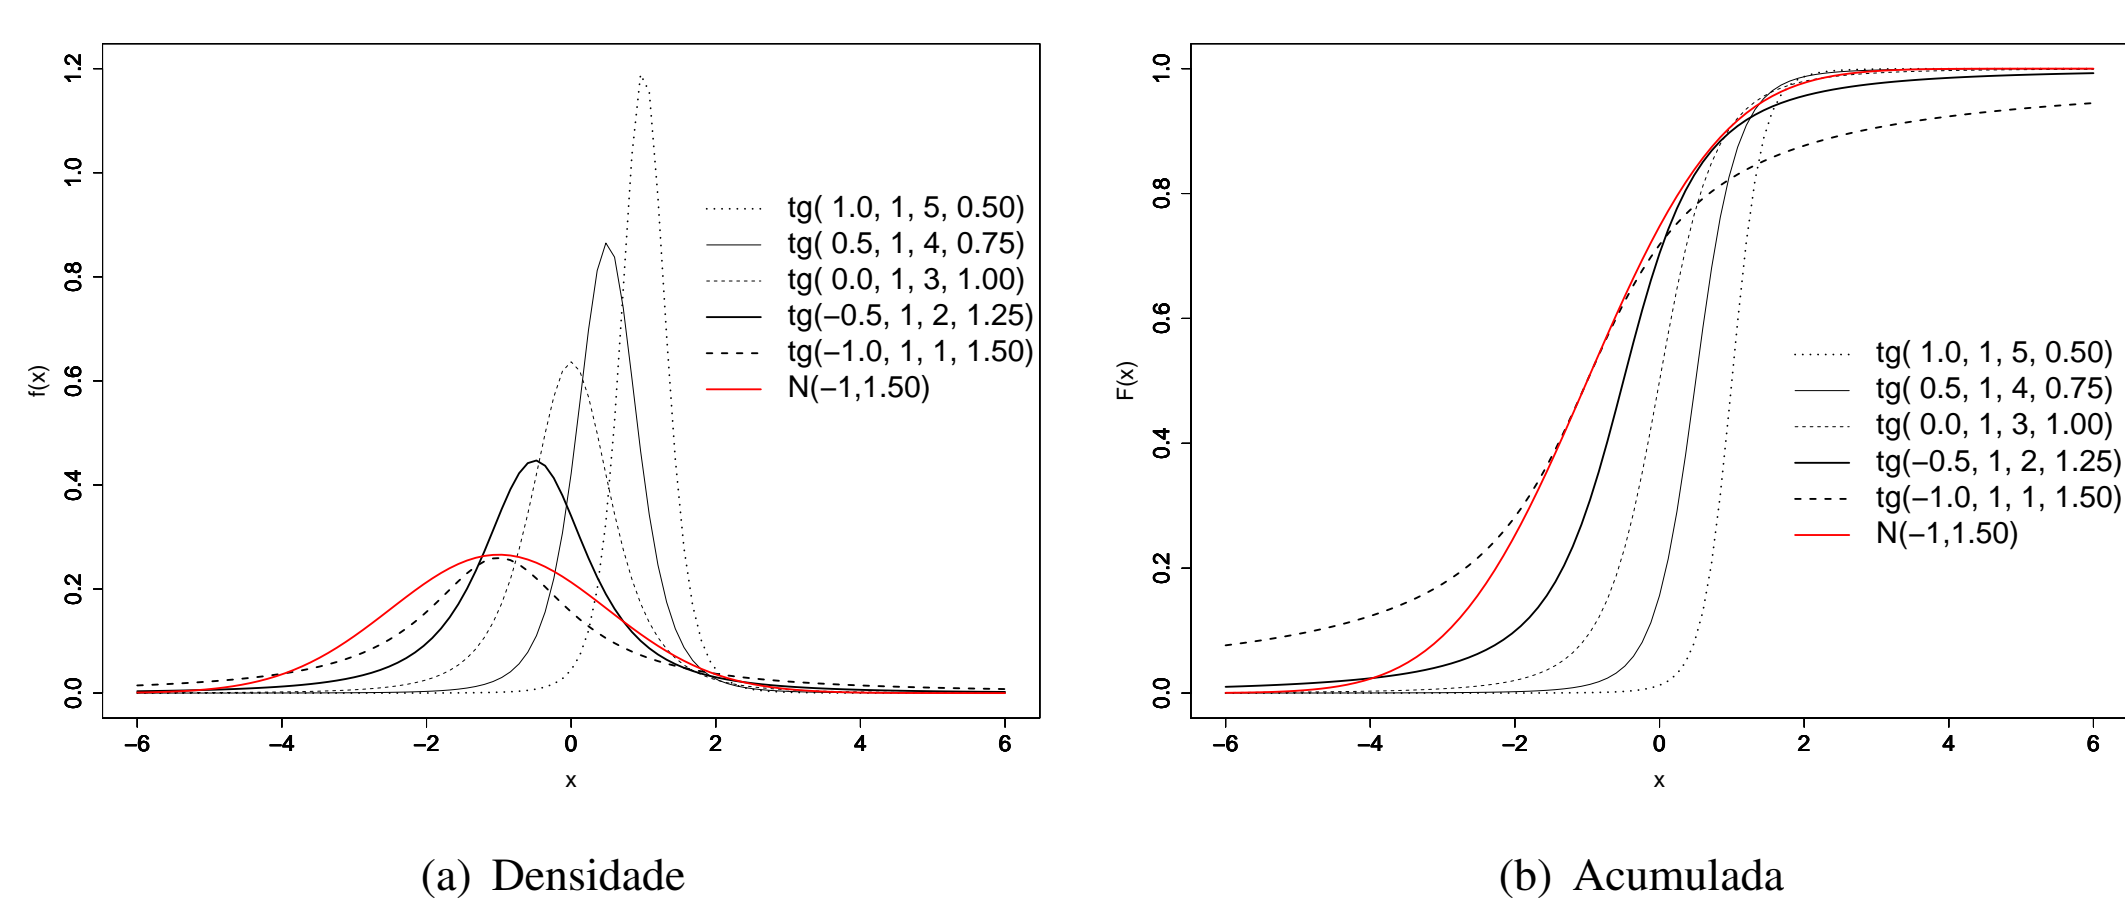 f(x)
1.2
1.0
0.8
0.6
0.4
0.2
0.0
tg( 1.0, 1, 5, 0.50)
tg( 0.5, 1, 4, 0.75)
tg( 0.0, 1, 3, 1.00)
tg(−0.5, 1, 2, 1.25)
tg(−1.0, 1, 1, 1.50)
N(−1,1.50)
−6 −4 −2 0 2 4 6
x
(a) Densidade
F(x)
1.0
0.8
0.6
0.4
0.2
0.0
tg( 1.0, 1, 5, 0.50)
tg( 0.5, 1, 4, 0.75)
tg( 0.0, 1, 3, 1.00)
tg(−0.5, 1, 2, 1.25)
tg(−1.0, 1, 1, 1.50)
N(−1,1.50)
−6 −4 −2 0 2 4 6
x
(b) Acumulada